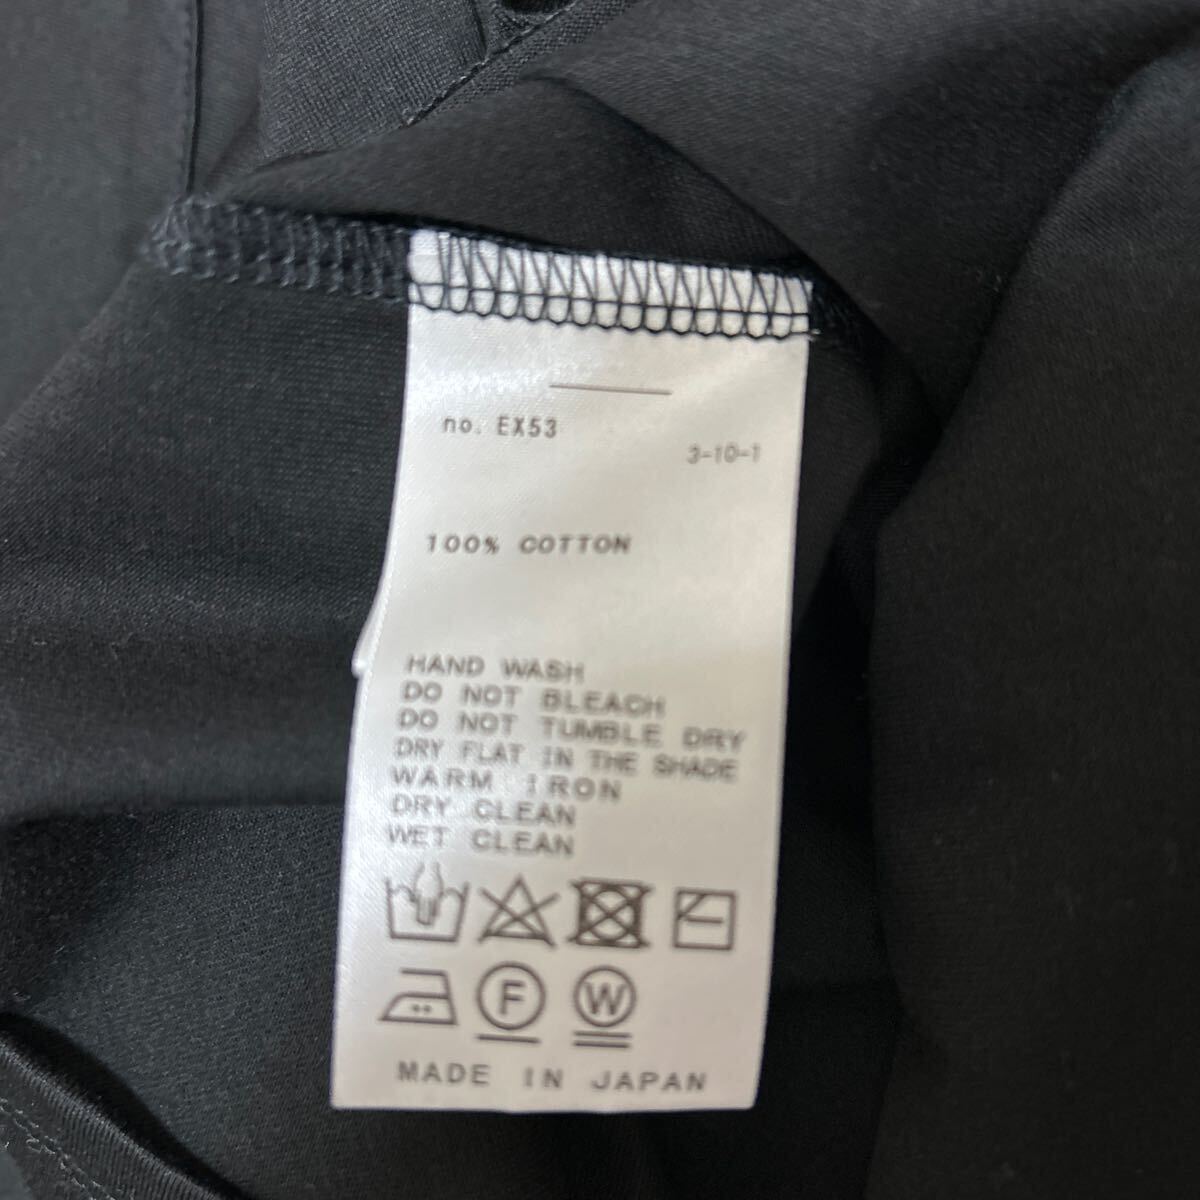 no. EX53
3-10-1
100% COTTON
HAND WASH
DO NOT BLEACH
DO NOT TUMBLE DRY
DRY FLAT IN THE SHADE
WARM IRON
DRY CLEAN
WET CLEAN
F W
MADE IN JAPAN